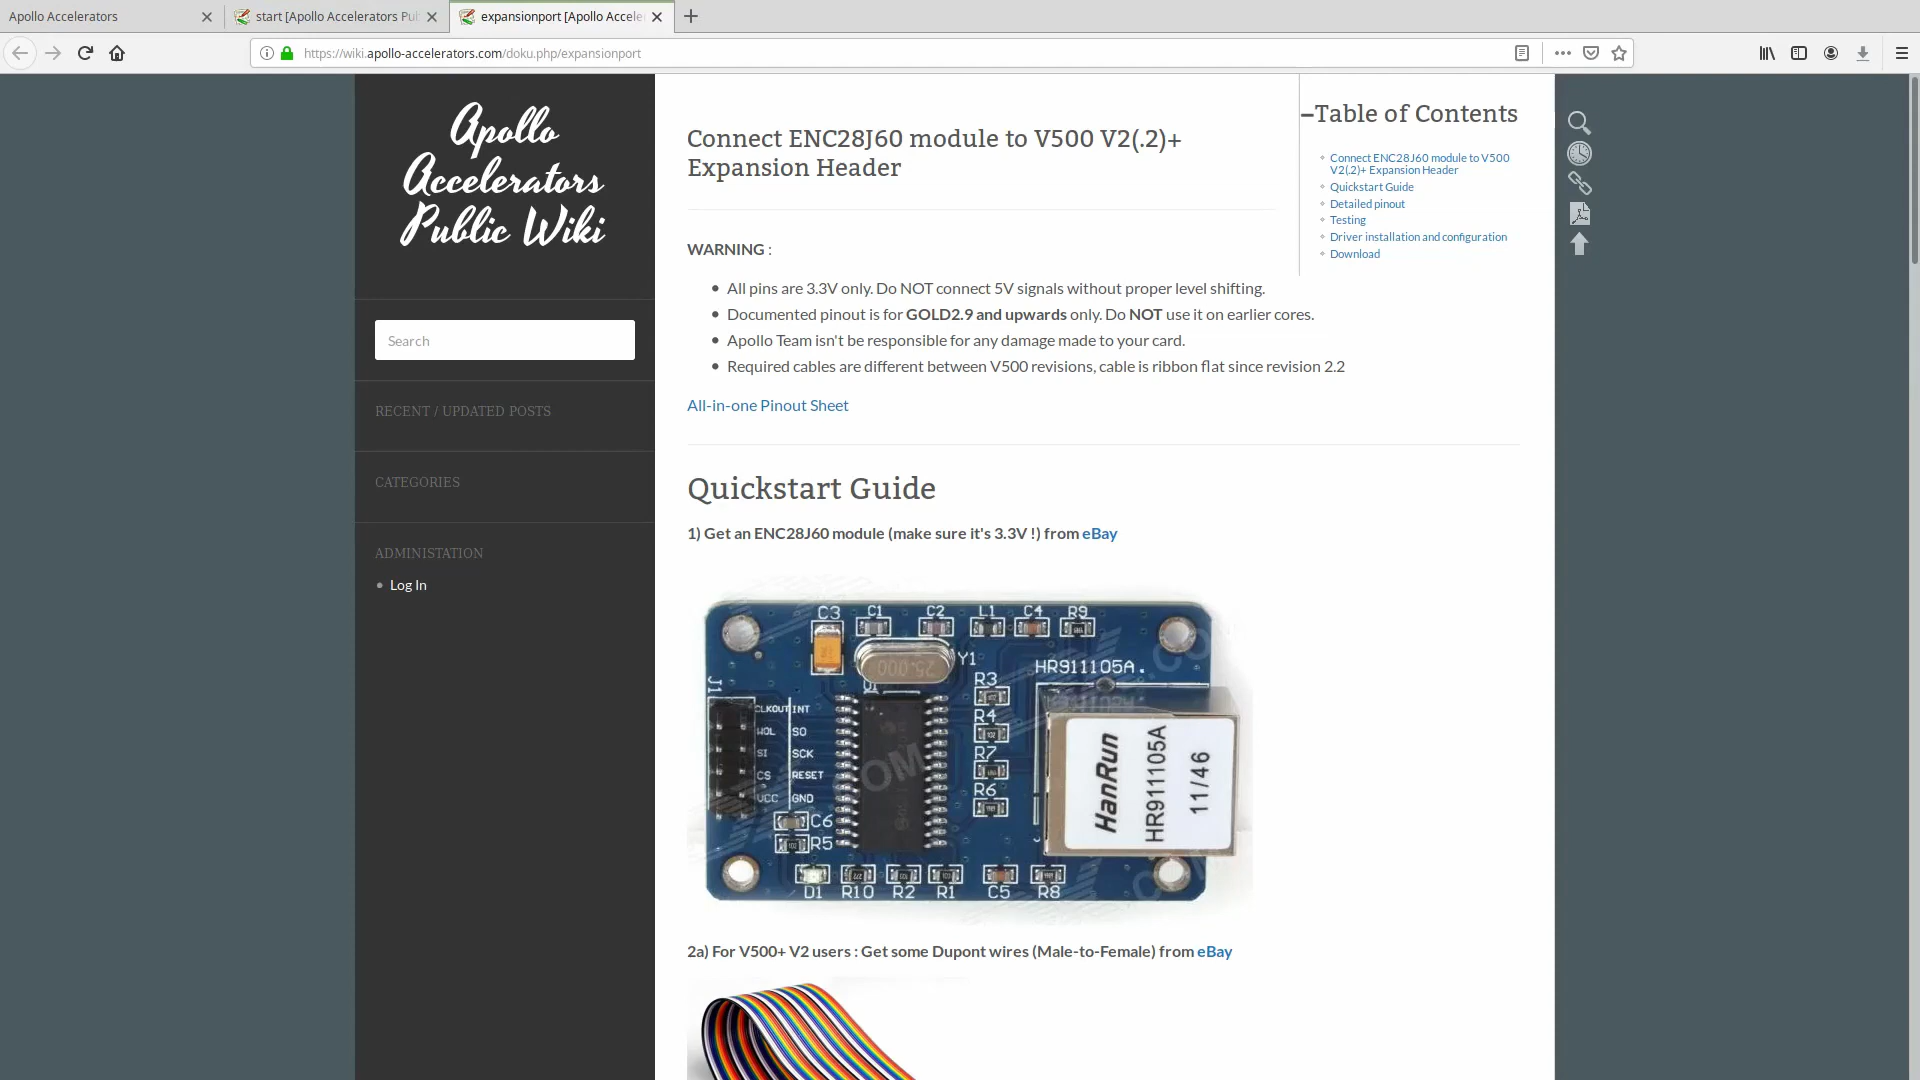 Apollo Accelerators
start [Apollo Accelerators Pu
expansionport [Apollo Accele
https://wiki.apollo-accelerators.com/doku.php/expansionport
Apollo
Accelerators
Public Wiki
Search
RECENT / UPDATED POSTS
CATEGORIES
ADMINISTATION
Log In
Connect ENC28J60 module to V500 V2(.2)+
Expansion Header
WARNING :
All pins are 3.3V only. Do NOT connect 5V signals without proper level shifting.
Documented pinout is for GOLD2.9 and upwards only. Do NOT use it on earlier cores.
Apollo Team isn't be responsible for any damage made to your card.
Required cables are different between V500 revisions, cable is ribbon flat since revision 2.2
All-in-one Pinout Sheet
Table of Contents
Connect ENC28J60 module to V500
V2(.2)+ Expansion Header
Quickstart Guide
Detailed pinout
Testing
Driver installation and configuration
Download
Quickstart Guide
1) Get an ENC28J60 module (make sure it's 3.3V !) from eBay
C3 C1 C2 L1 C4 R9
25.000
Y1
HR911105A.
J1
R3
R4
R7
R6
CLKOUT INT
WOL SO
SI SCK
CS RESET
VCC GND
C6
R5
HanRun
HR911105A
11/46
.COM
D1 R10 R2 R1 C5 R8
2a) For V500+ V2 users : Get some Dupont wires (Male-to-Female) from eBay